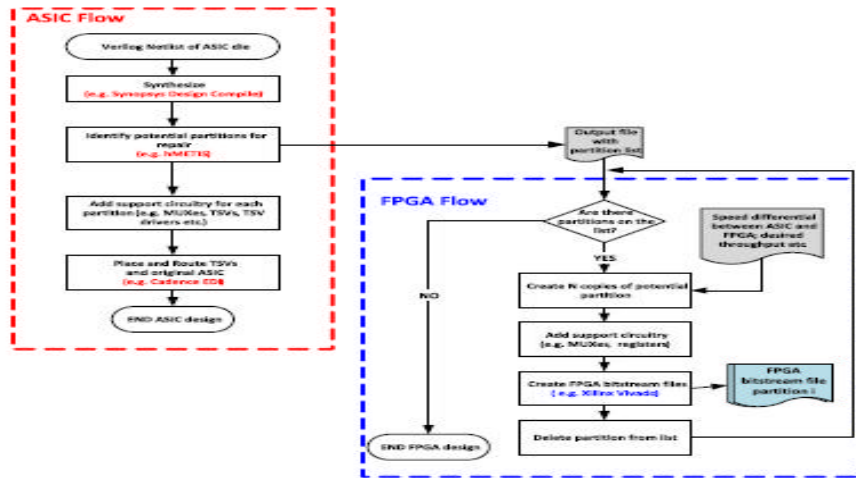 ASIC Flow
Verilog Netlist of ASIC die
Synthesize
(e.g. Synopsys Design Compile)
Identify potential partitions for
repair
(e.g. hMETIS)
Add support circuitry for each
partition (e.g. MUXes, TSVs, TSV
drivers etc.)
Place and Route TSVs
and original ASIC
(e.g. Cadence EDI)
END ASIC design
Output file
with
partition list
FPGA Flow
Are there
partitions on the
list?
Speed differential
between ASIC and
FPGA; desired
throughput etc
YES
NO
Create N copies of potential
partition
Add support circuitry
(e.g. MUXes, registers)
Create FPGA bitstream files
( e.g. Xilinx Vivado)
FPGA
bitstream file
partition i
Delete partition from list
END FPGA design